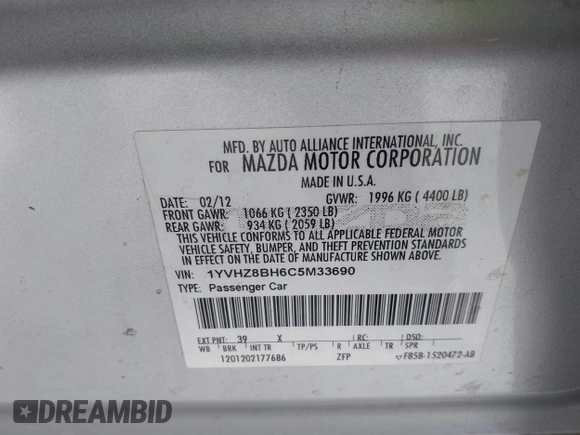 MFD. BY AUTO ALLIANCE INTERNATIONAL, INC.
FOR MAZDA MOTOR CORPORATION
MADE IN U.S.A.
DATE: 02/12 GVWR: 1996 KG ( 4400 LB)
FRONT GAWR: 1066 KG ( 2350 LB)
REAR GAWR: 934 KG ( 2059 LB)
THIS VEHICLE CONFORMS TO ALL APPLICABLE FEDERAL MOTOR
VEHICLE SAFETY, BUMPER, AND THEFT PREVENTION STANDARDS
IN EFFECT ON THE DATE OF MANUFACTURE SHOWN ABOVE.
VIN: 1YVHZ8BH6C5M33690
TYPE: Passenger Car
EXT PNT: 39 X RC: DSO:
WB BRK INT TR TP/PS R AXLE TR SPR
1201202177686 ZFP F85B-1520472-AB
DREAMBID
DREAMBID